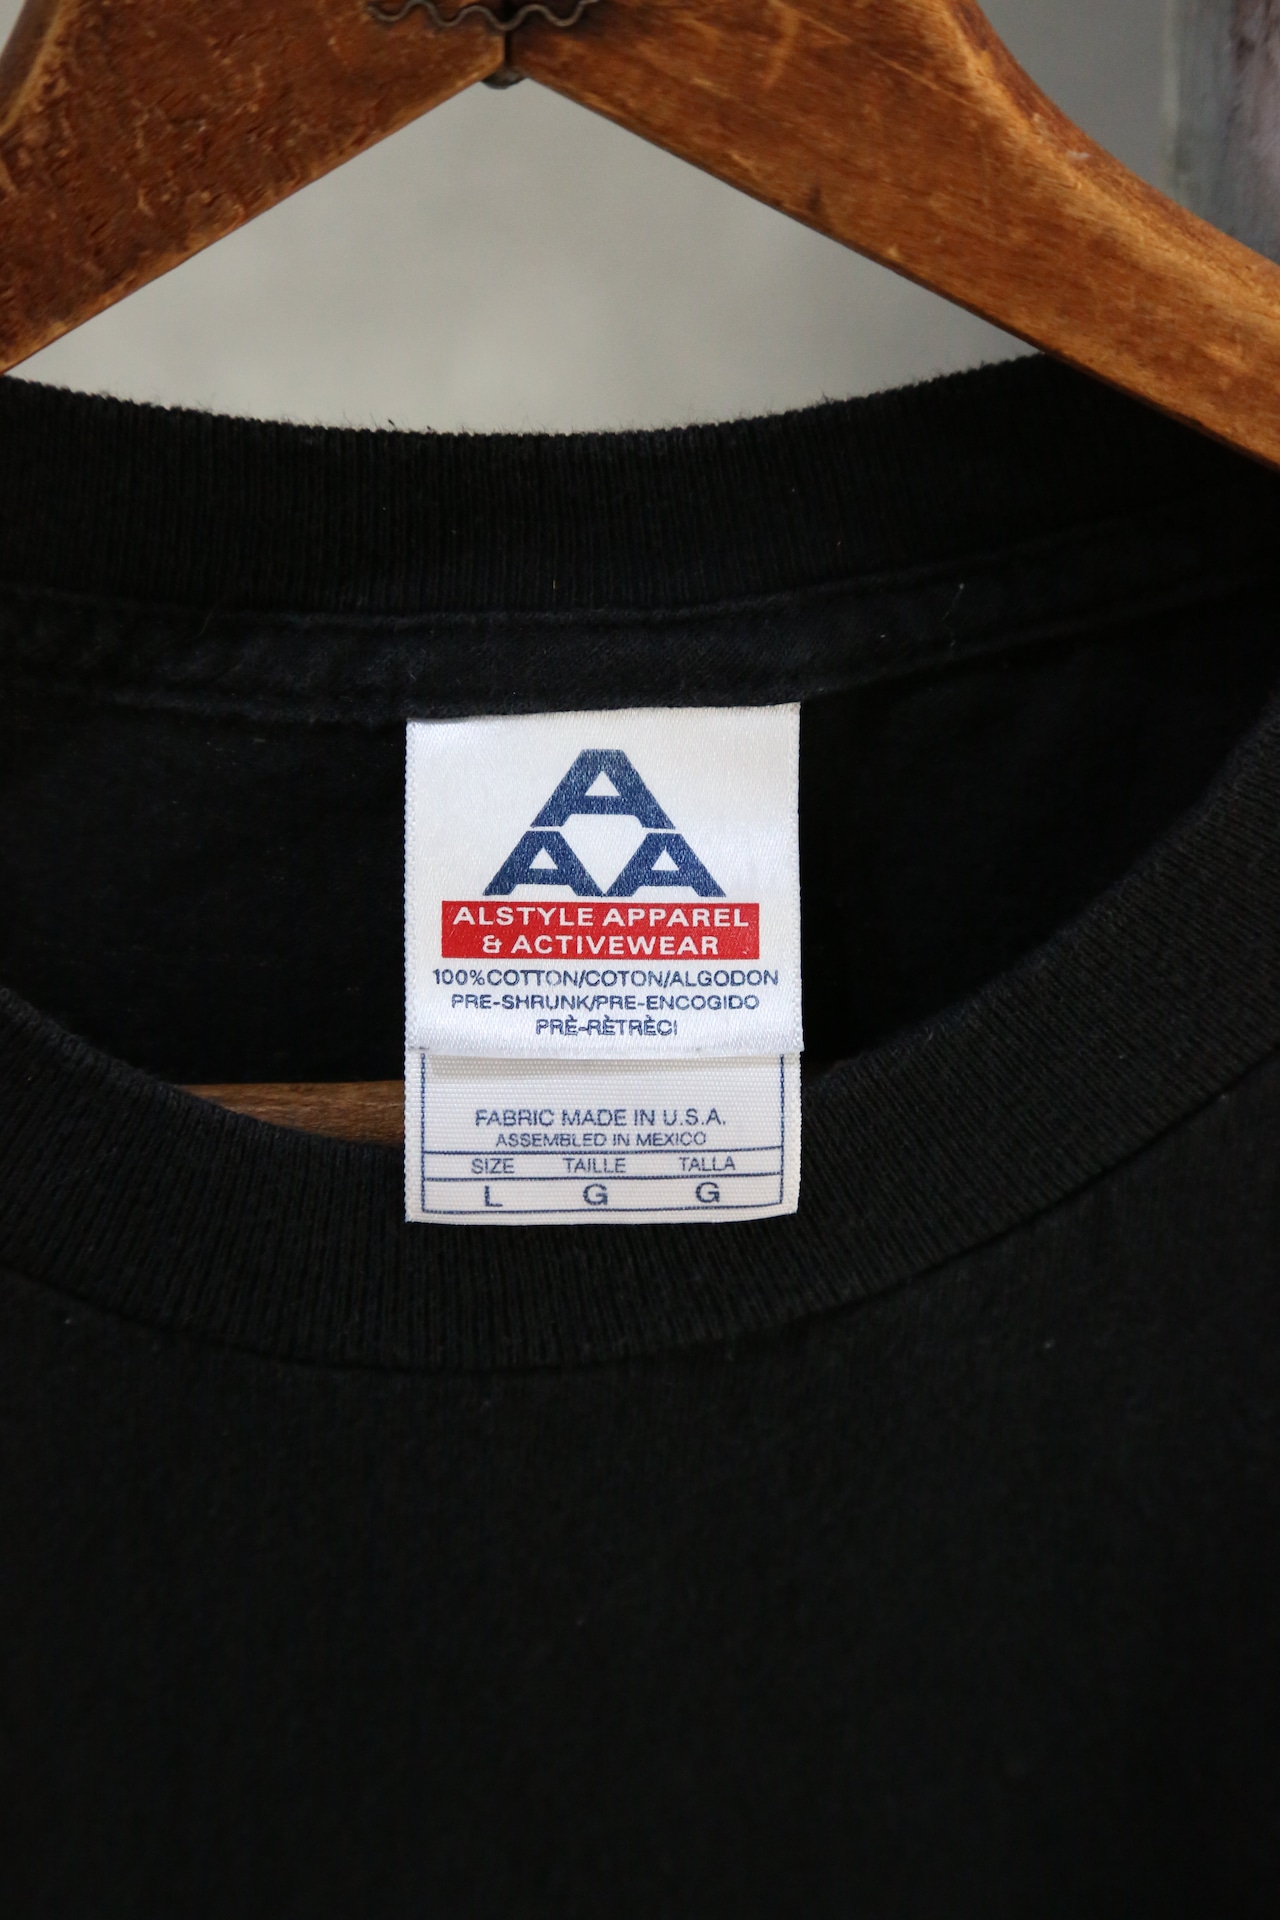 A
A A
ALSTYLE APPAREL
& ACTIVEWEAR
100%COTTON/COTON/ALGODON
PRE-SHRUNK/PRE-ENCOGIDO
PRÈ-RÈTRÈCI
FABRIC MADE IN U.S.A.
ASSEMBLED IN MEXICO
SIZE TAILLE TALLA
L G G